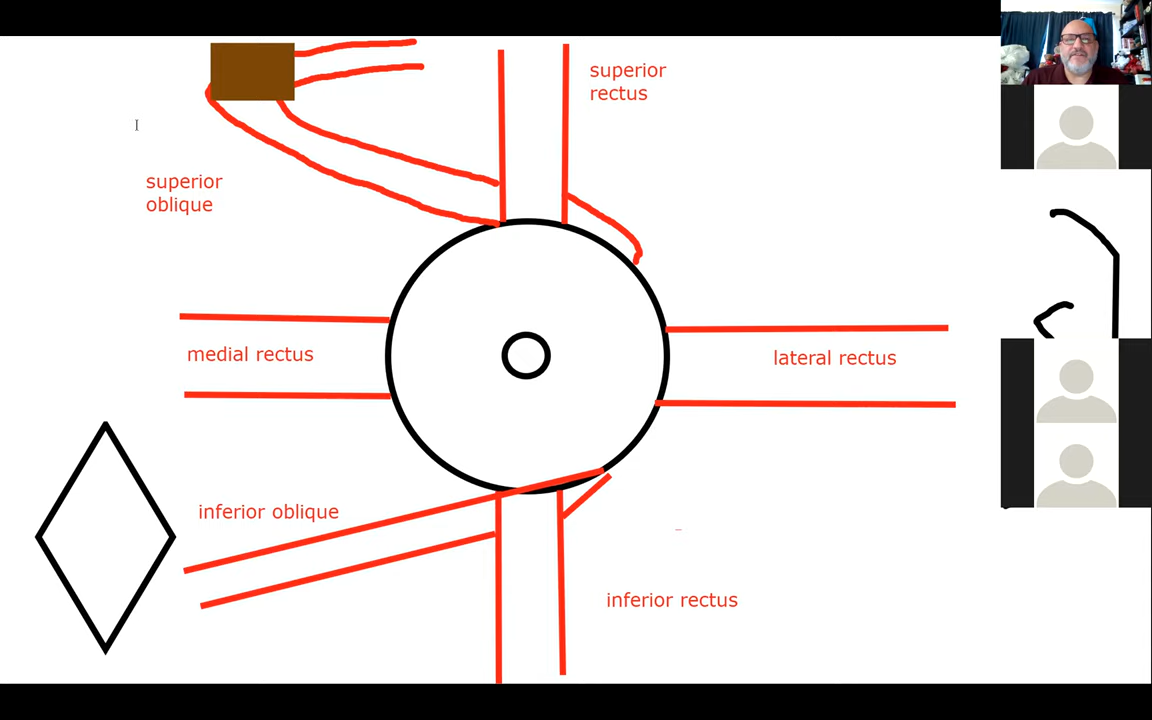 superior
rectus
superior
oblique
medial rectus
lateral rectus
inferior oblique
inferior rectus